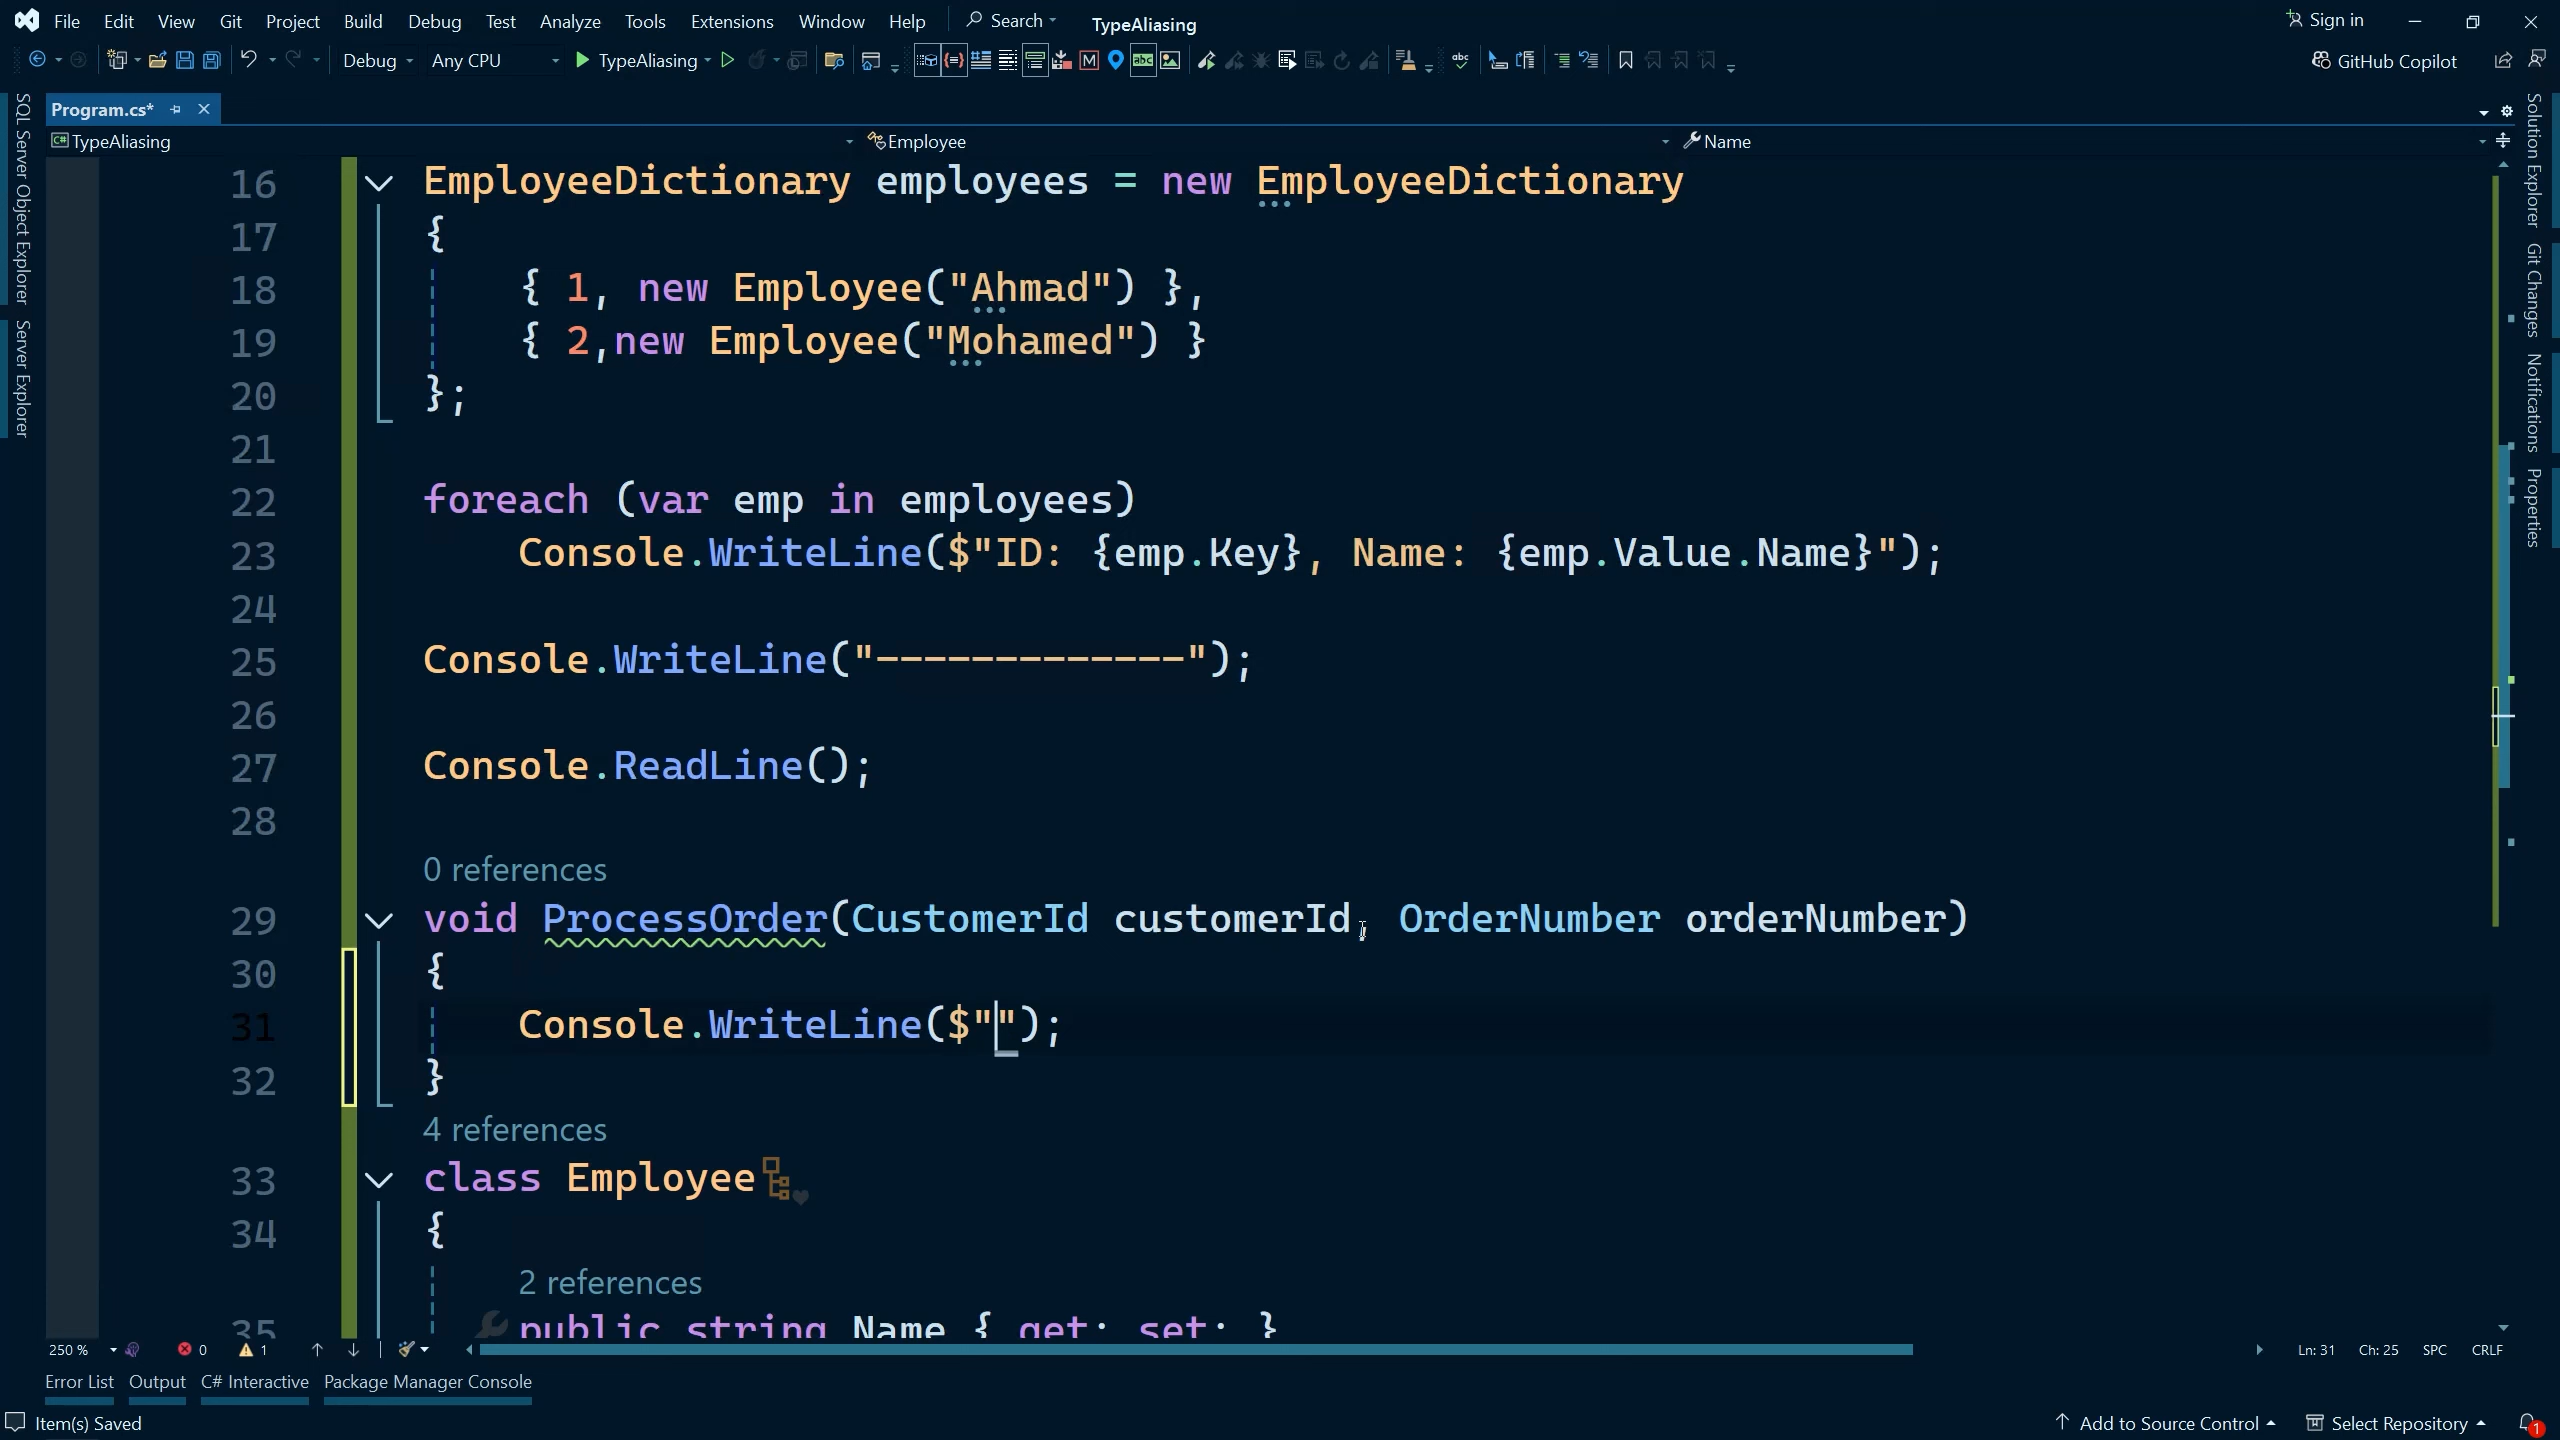 File Edit View Git Project Build Debug Test Analyze Tools Extensions Window Help Search TypeAliasing Sign in
Debug Any CPU TypeAliasing GitHub Copilot
Program.cs*
TypeAliasing Employee Name
SQL Server Object Explorer
Server Explorer
16 EmployeeDictionary employees = new EmployeeDictionary
17 {
18 { 1, new Employee("Ahmad") },
19 { 2,new Employee("Mohamed") }
20 };
21
22 foreach (var emp in employees)
23 Console.WriteLine($"ID: {emp.Key}, Name: {emp.Value.Name}");
24
25 Console.WriteLine("-------------");
26
27 Console.ReadLine();
28
0 references
29 void ProcessOrder(CustomerId customerId, OrderNumber orderNumber)
30 {
31 Console.WriteLine($"");
32 }
4 references
33 class Employee
34 {
2 references
35 public string Name { get; set; }
Solution Explorer
Git Changes
Notifications
Properties
250 % 0 1 Ln: 31 Ch: 25 SPC CRLF
Error List Output C# Interactive Package Manager Console
Item(s) Saved Add to Source Control Select Repository 1